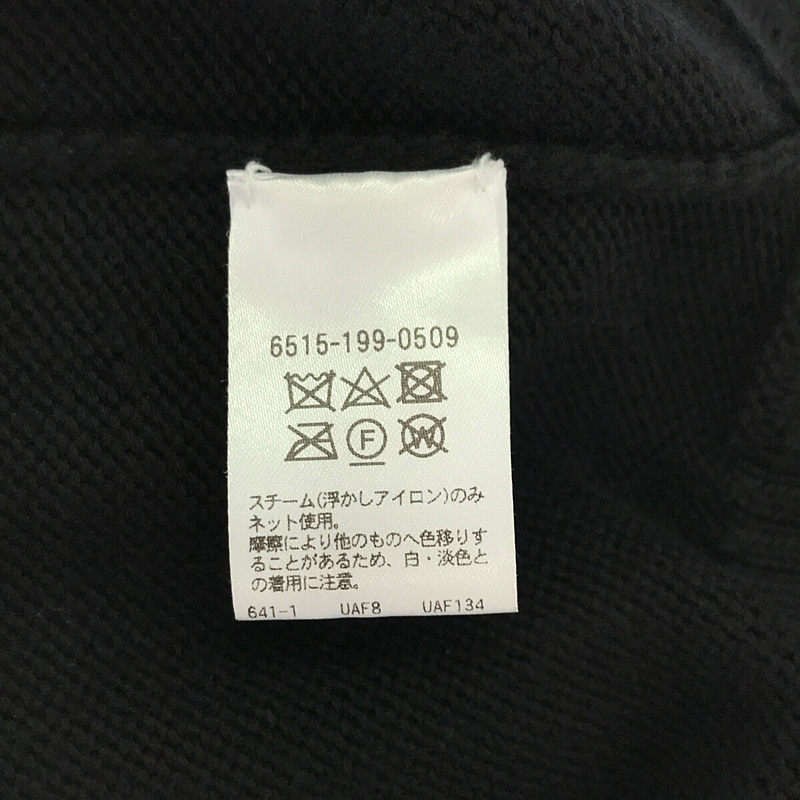 6515-199-0509
F W
スチーム(浮かしアイロン)のみ
ネット使用。
摩擦により他のものへ色移りす
ることがあるため、白・淡色と
の着用に注意。
641-1 UAF8 UAF134